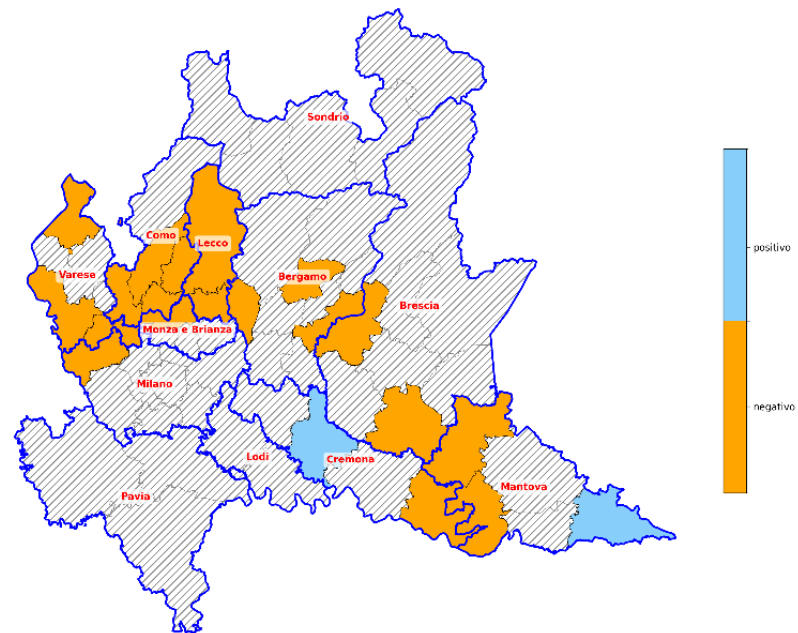 Sondrio
Como
Lecco
Varese
Bergamo
Brescia
Monza e Brianza
Milano
Lodi
Cremona
Mantova
Pavia
positivo
negativo